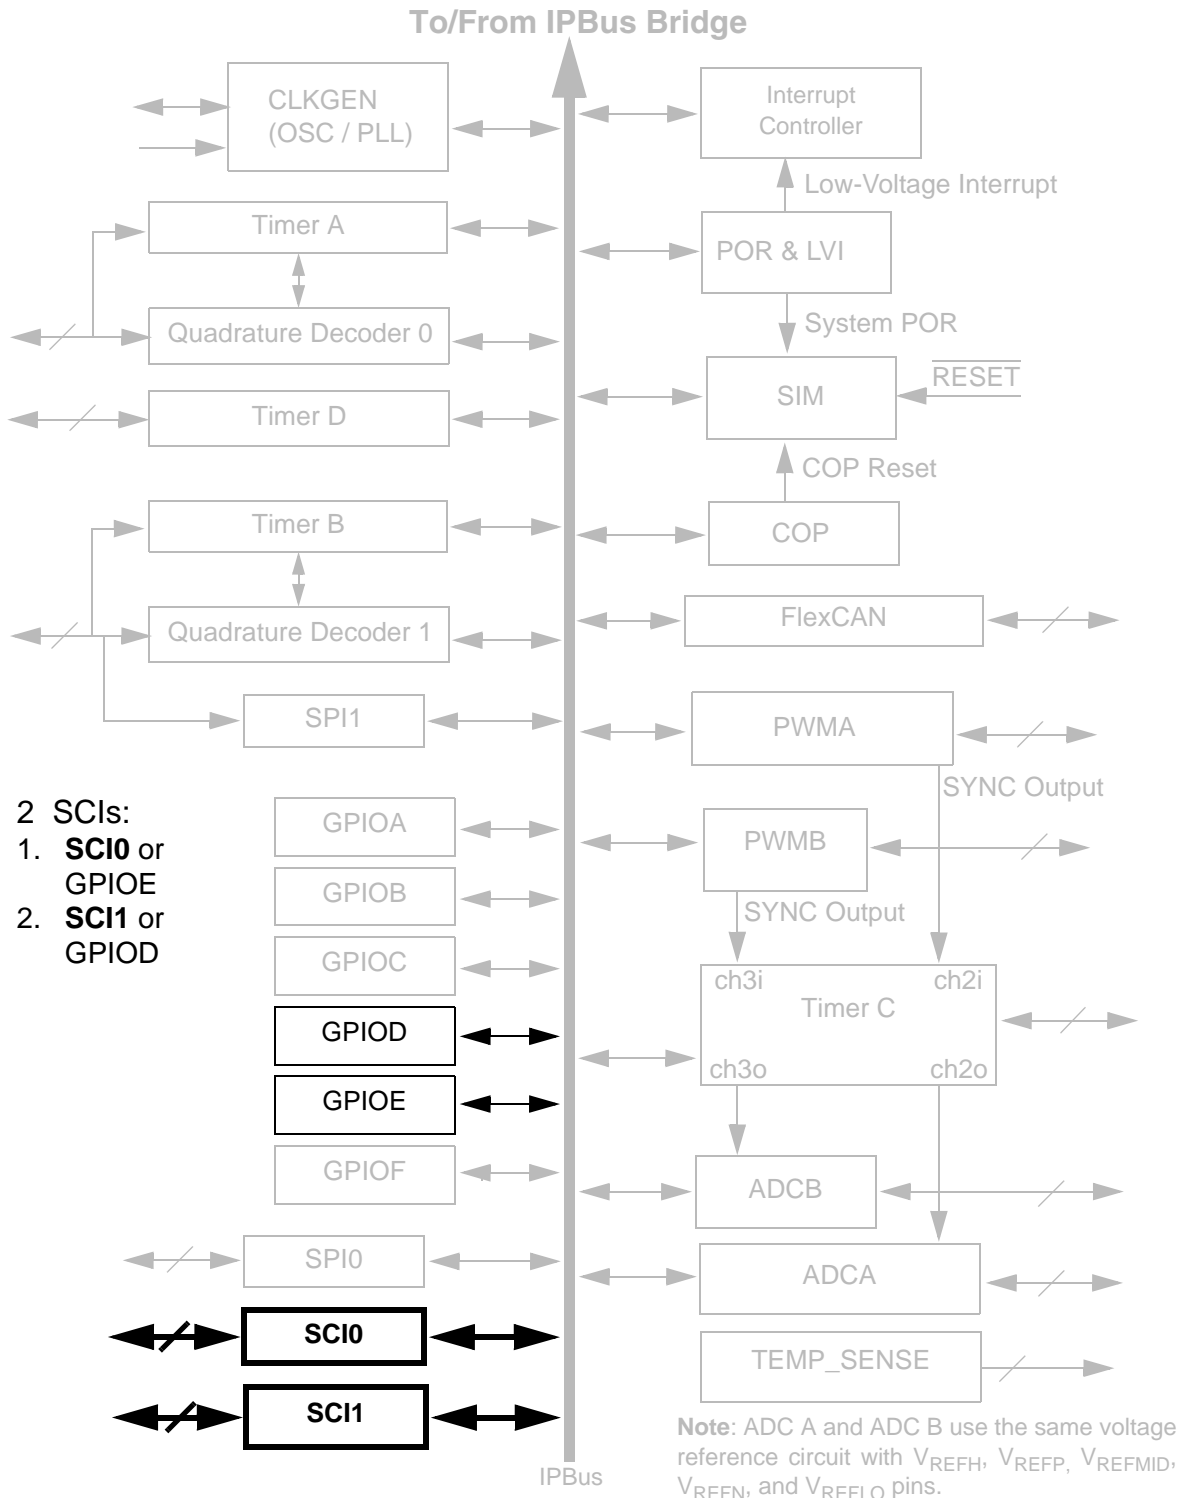 To/From IPBus Bridge
CLKGEN
(OSC / PLL)
Interrupt
Controller
Low-Voltage Interrupt
Timer A
POR & LVI
Quadrature Decoder 0
System POR
RESET
SIM
Timer D
COP Reset
Timer B
COP
FlexCAN
Quadrature Decoder 1
SPI1
PWMA
SYNC Output
2 SCIs:
1. SCI0 or
GPIOE
2. SCI1 or
GPIOD
GPIOA
PWMB
GPIOB
SYNC Output
GPIOC
ch3i
ch2i
Timer C
GPIOD
ch3o
ch2o
GPIOE
GPIOF
ADCB
SPI0
ADCA
SCI0
TEMP_SENSE
SCI1
Note: ADC A and ADC B use the same voltage
reference circuit with VREFH, VREFP, VREFMID,
VREFN, and VREFLO pins.
IPBus